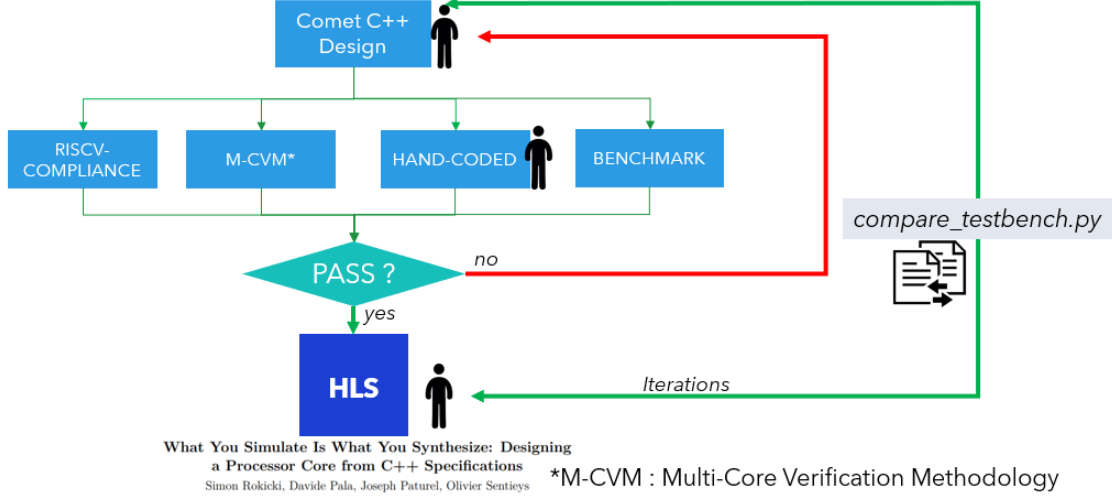 Comet C++
Design
RISCV-
COMPLIANCE
M-CVM*
HAND-CODED
BENCHMARK
compare_testbench.py
PASS ?
no
yes
HLS
Iterations
What You Simulate Is What You Synthesize: Designing
a Processor Core from C++ Specifications
Simon Rokicki, Davide Pala, Joseph Paturel, Olivier Sentieys
*M-CVM : Multi-Core Verification Methodology